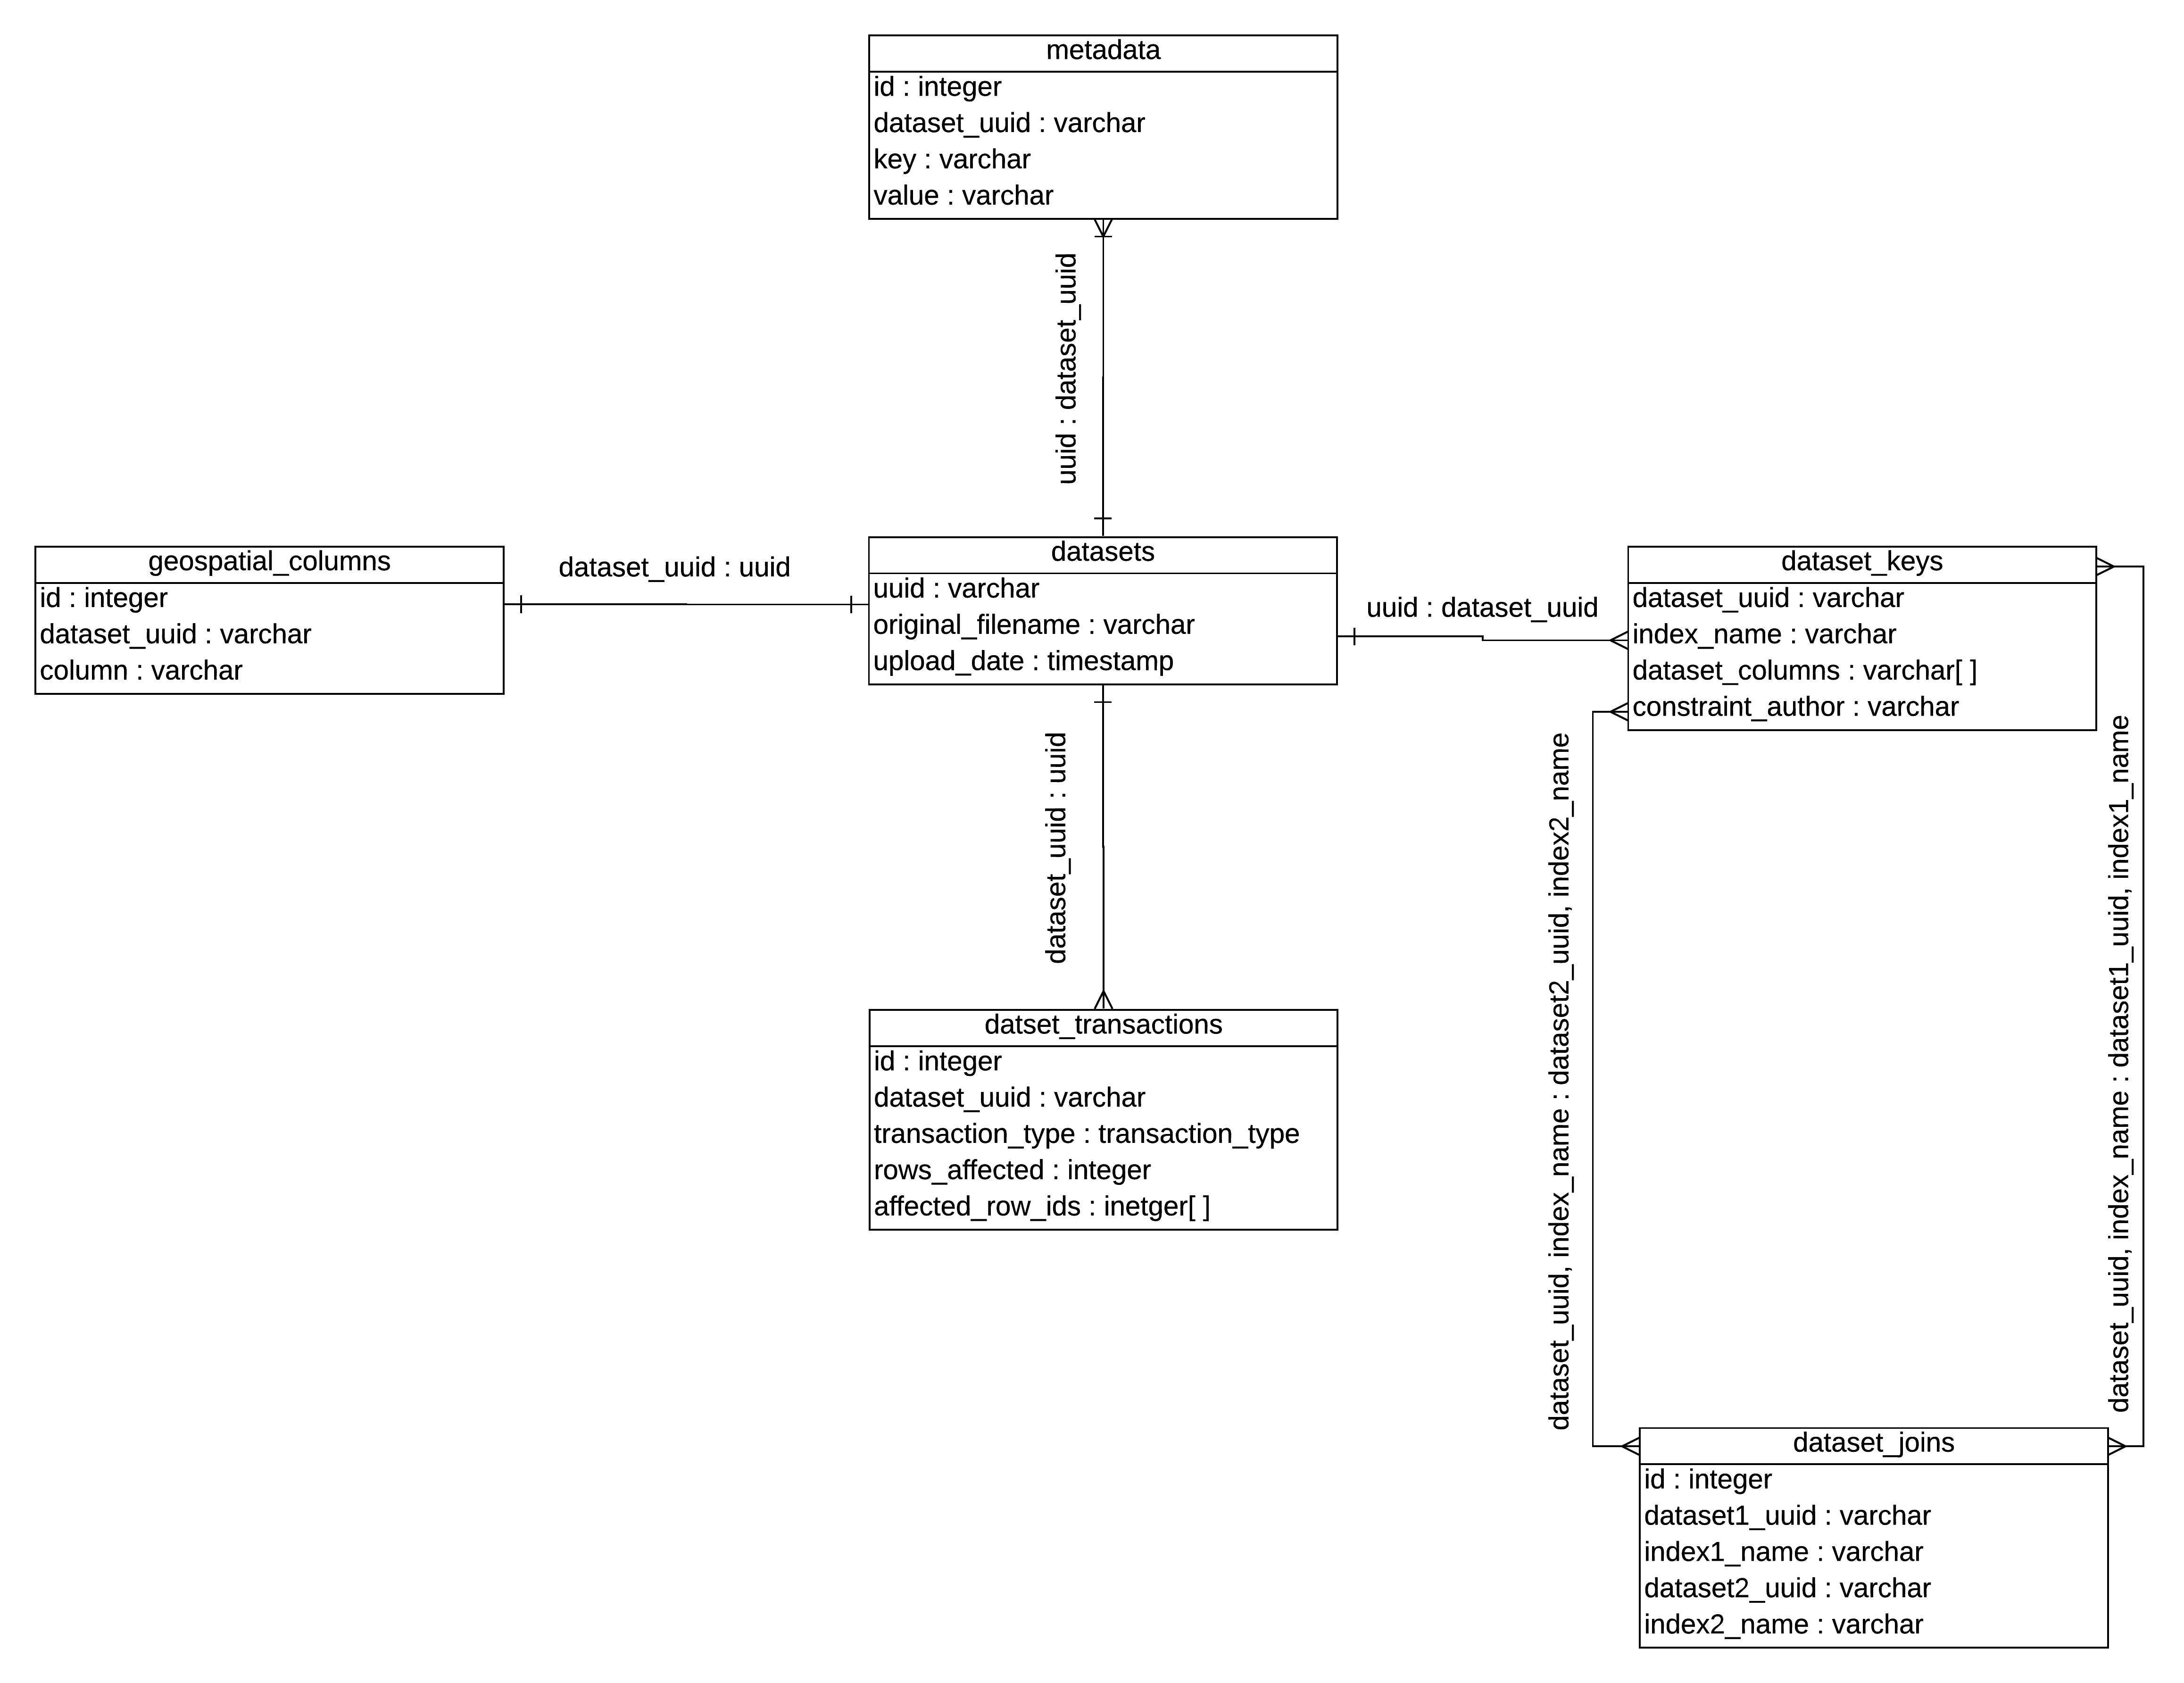 metadata
id : integer
dataset_uuid : varchar
key : varchar
value : varchar
uuid : dataset_uuid
geospatial_columns
id : integer
dataset_uuid : varchar
column : varchar
dataset_uuid : uuid
datasets
uuid : varchar
original_filename : varchar
upload_date : timestamp
uuid : dataset_uuid
dataset_keys
dataset_uuid : varchar
index_name : varchar
dataset_columns : varchar[ ]
constraint_author : varchar
dataset_uuid : uuid
datset_transactions
id : integer
dataset_uuid : varchar
transaction_type : transaction_type
rows_affected : integer
affected_row_ids : inetger[ ]
dataset_uuid, index_name : dataset2_uuid, index2_name
dataset_uuid, index_name : dataset1_uuid, index1_name
dataset_joins
id : integer
dataset1_uuid : varchar
index1_name : varchar
dataset2_uuid : varchar
index2_name : varchar